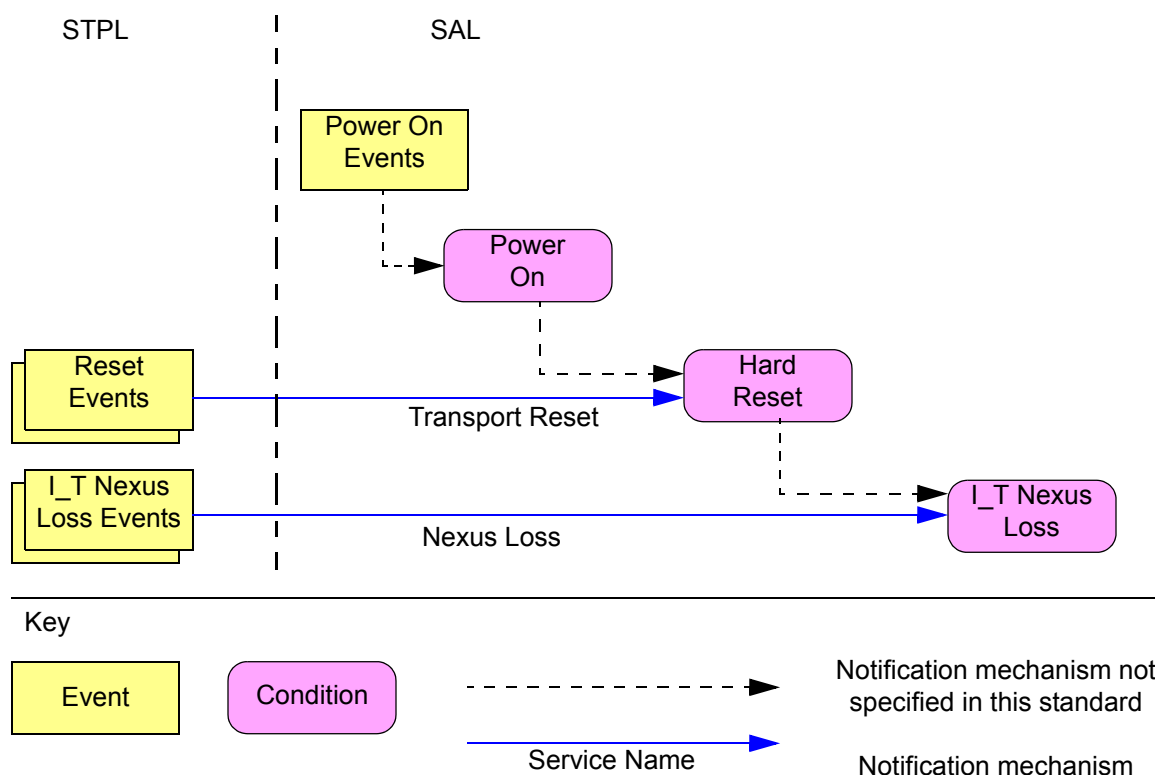 STPL
SAL
Power On
Events
Power
On
Reset
Events
Hard
Reset
Transport Reset
I_T Nexus
Loss Events
I_T Nexus
Loss
Nexus Loss
Key
Event
Condition
Notification mechanism not
specified in this standard
Service Name
Notification mechanism